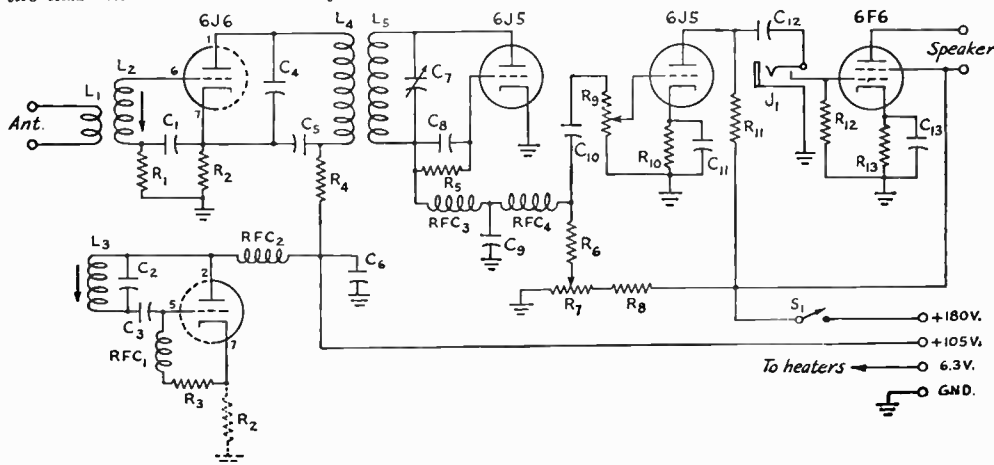 6J6
6J5
6J5
6F6
L1
L2
Ant.
1
6
7
C1
R1
R2
C4
C5
R4
L4
L5
C7
C8
R5
RFC3
RFC4
C9
C10
R9
R6
R7
R8
R10
C11
R11
C12
J1
R12
R13
C13
Speaker
L3
C2
C3
RFC2
2
5
7
RFC1
R3
R2
C6
S1
+180V.
+105V.
To heaters
6.3V.
GND.